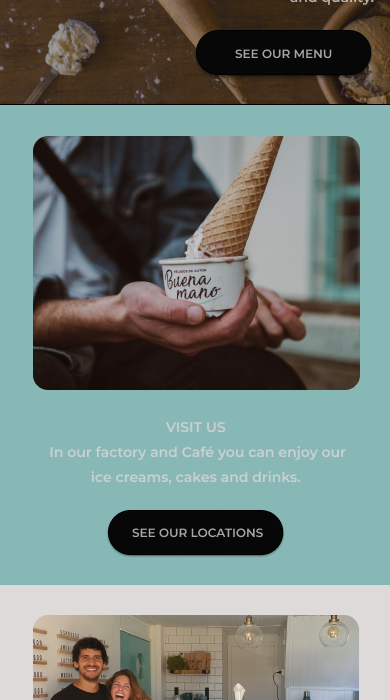 and quality.
SEE OUR MENU
HELADOS DE AUTOR
Buena
mano
VISIT US
In our factory and Café you can enjoy our
ice creams, cakes and drinks.
SEE OUR LOCATIONS